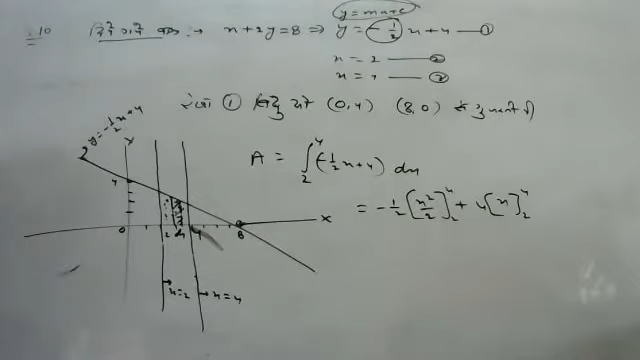 10
x + 2y = 8 ⇒ y = -1/2 x + 4 — ①
y = mx + c
x = 2 — ②
x = 4 — ③
① (0, 4) (8, 0)
y = -1/2 x + 4
A = ∫₂⁴ (-1/2 x + 4) dx
= -1/2 [x²/2]₂⁴ + 4[x]₂⁴
Y
4
0 2 4 8 X
x = 2 x = 4